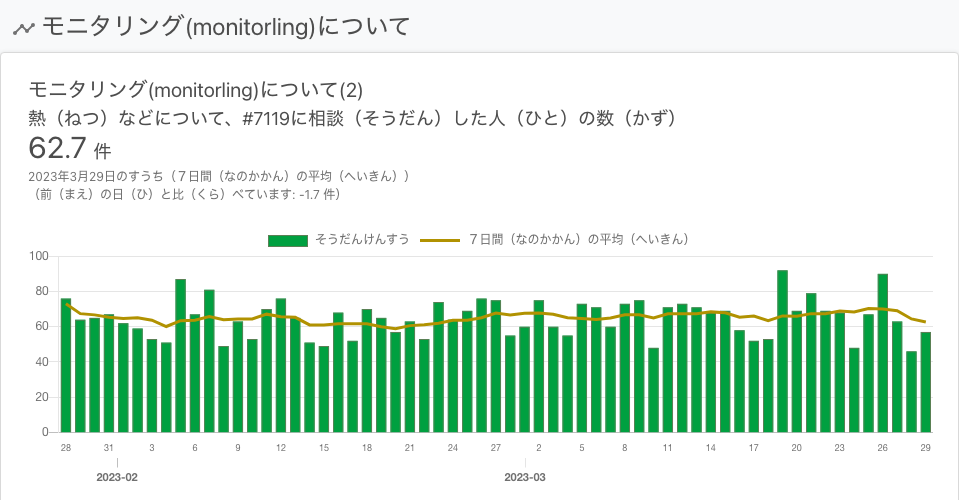 モニタリング(monitorling)について
モニタリング(monitorling)について(2)
熱（ねつ）などについて、#7119に相談（そうだん）した人（ひと）の数（かず）
62.7 件
2023年3月29日のすうち（７日間（なのかかん）の平均（へいきん））
（前（まえ）の日（ひ）と比（くら）べています: -1.7 件）
そうだんけんすう ７日間（なのかかん）の平均（へいきん）
100
80
60
40
20
0
28 31 3 6 9 12 15 18 21 24 27 2 5 8 11 14 17 20 23 26 29
2023-02 2023-03